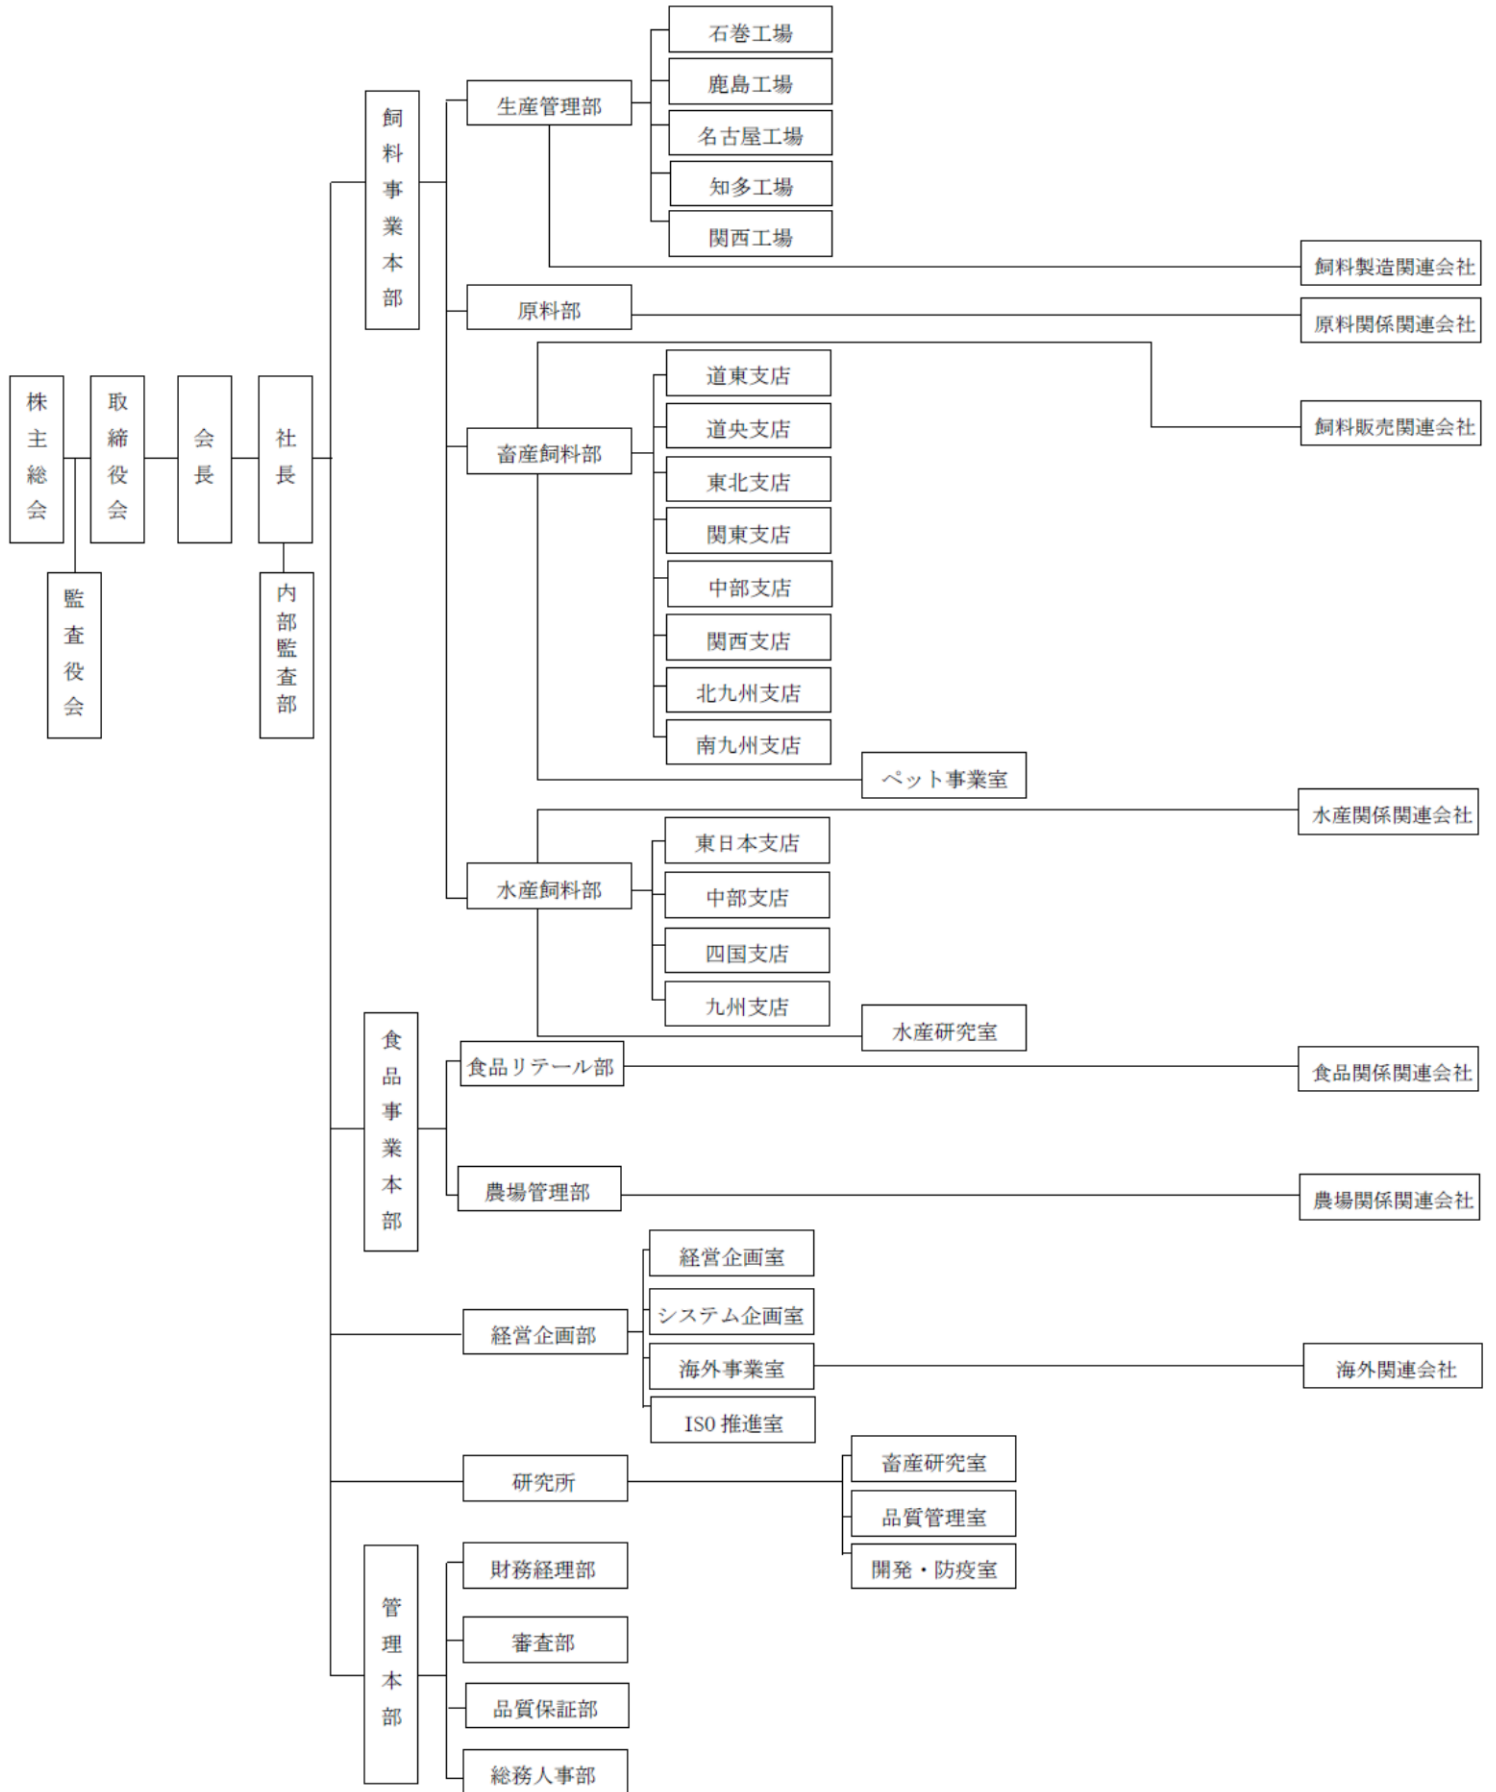 株主総会
取締役会
監査役会
会長
社長
内部監査部
飼料事業本部
生産管理部
石巻工場
鹿島工場
名古屋工場
知多工場
関西工場
飼料製造関連会社
原料部
原料関係関連会社
畜産飼料部
道東支店
道央支店
東北支店
関東支店
中部支店
関西支店
北九州支店
南九州支店
飼料販売関連会社
ペット事業室
水産飼料部
東日本支店
中部支店
四国支店
九州支店
水産関係関連会社
水産研究室
食品事業本部
食品リテール部
食品関係関連会社
農場管理部
農場関係関連会社
経営企画部
経営企画室
システム企画室
海外事業室
ISO 推進室
海外関連会社
研究所
畜産研究室
品質管理室
開発・防疫室
管理本部
財務経理部
審査部
品質保証部
総務人事部